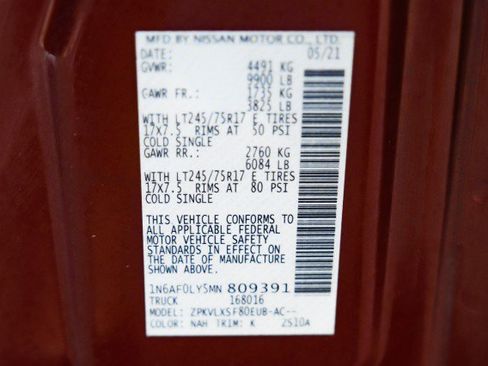 MFD BY NISSAN MOTOR CO., LTD.
DATE: 05/21
GVWR: 4491 KG
9900 LB
GAWR FR.: 1735 KG
3825 LB
WITH LT245/75R17 E TIRES
17X7.5 RIMS AT 50 PSI
COLD SINGLE
GAWR RR.: 2760 KG
6084 LB
WITH LT245/75R17 E TIRES
17X7.5 RIMS AT 80 PSI
COLD SINGLE
THIS VEHICLE CONFORMS TO
ALL APPLICABLE FEDERAL
MOTOR VEHICLE SAFETY
STANDARDS IN EFFECT ON
THE DATE OF MANUFACTURE
SHOWN ABOVE.
1N6AF0LY5MN 809391
TRUCK 168016
MODEL: ZPKVLXSF80EUB-AC--
COLOR: NAH TRIM: K 2S10A